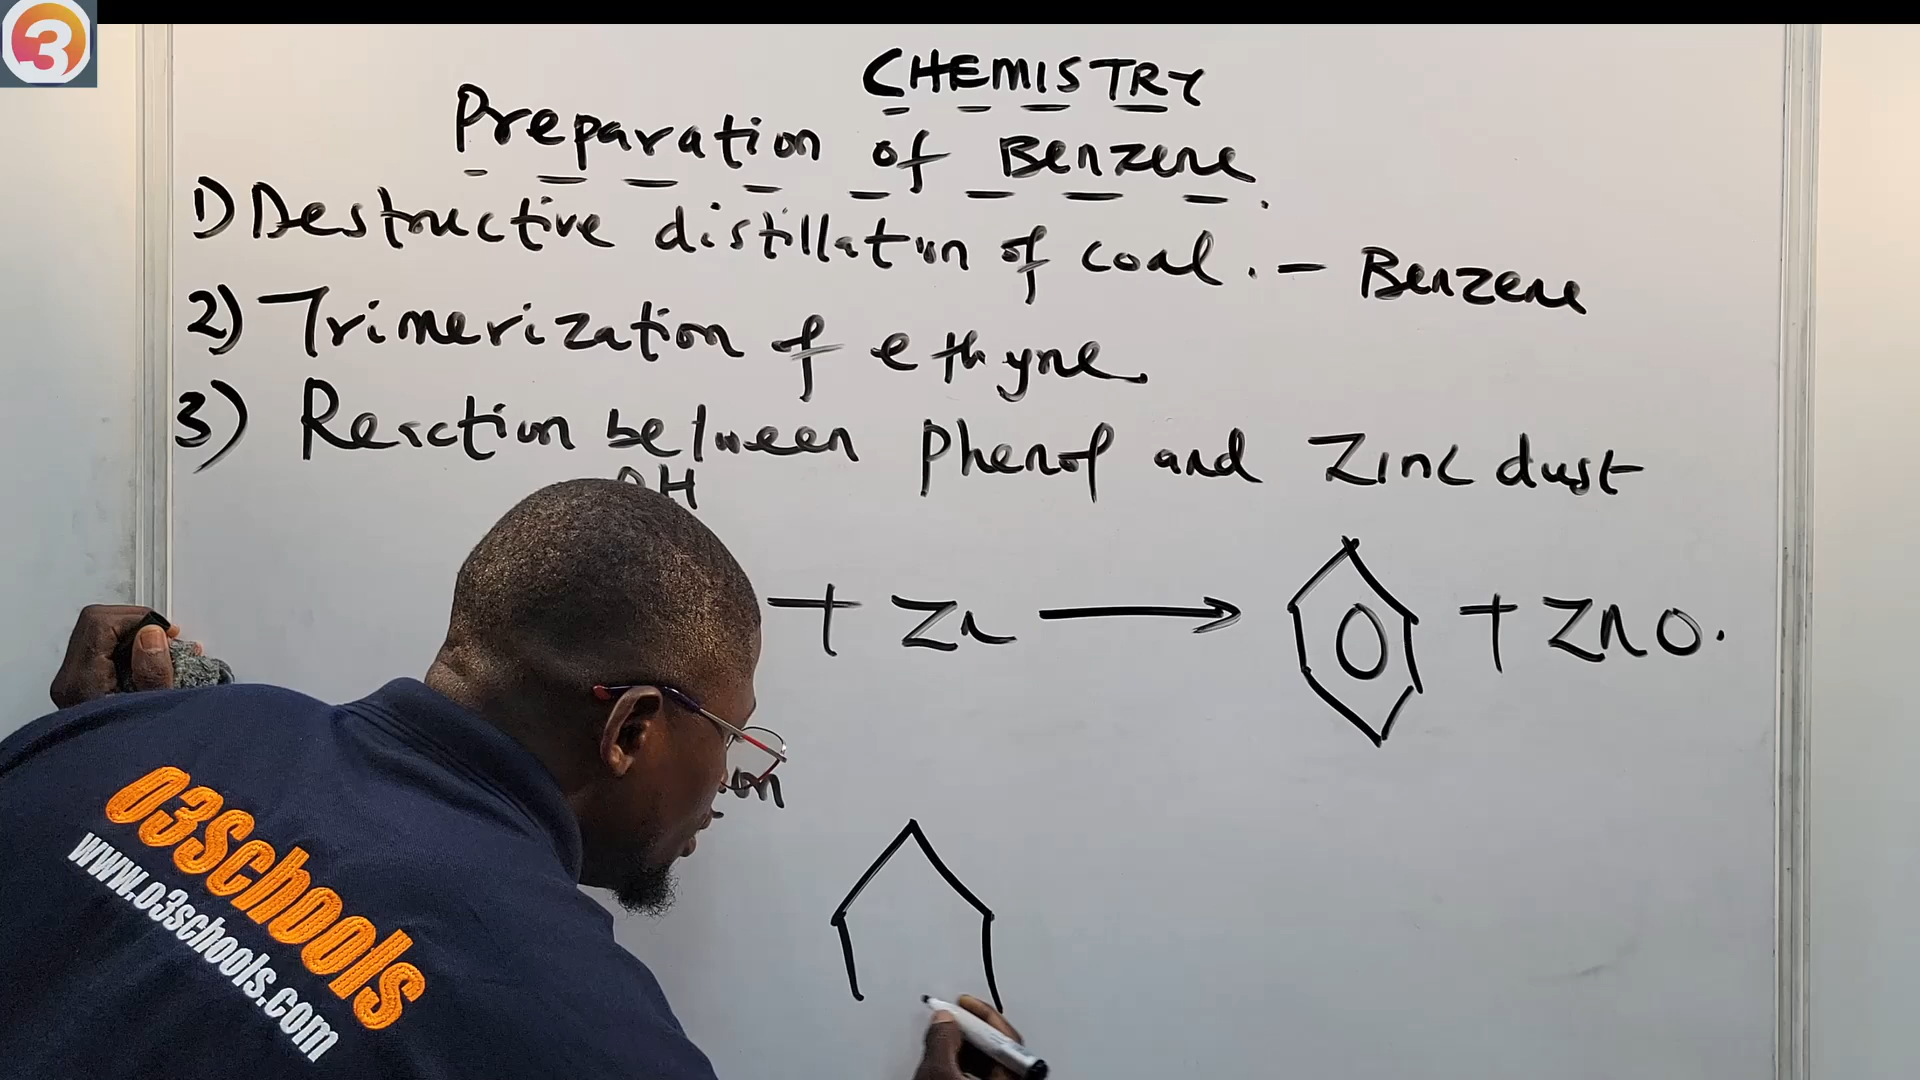 3
CHEMISTRY
Preparation of Benzene.
1) Destructive distillation of coal. - Benzene
2) Trimerization of ethyne.
3) Reaction between Phenol and Zinc dust
OH
+ Zn ⟶ + ZnO.
o3schools
www.o3schools.com